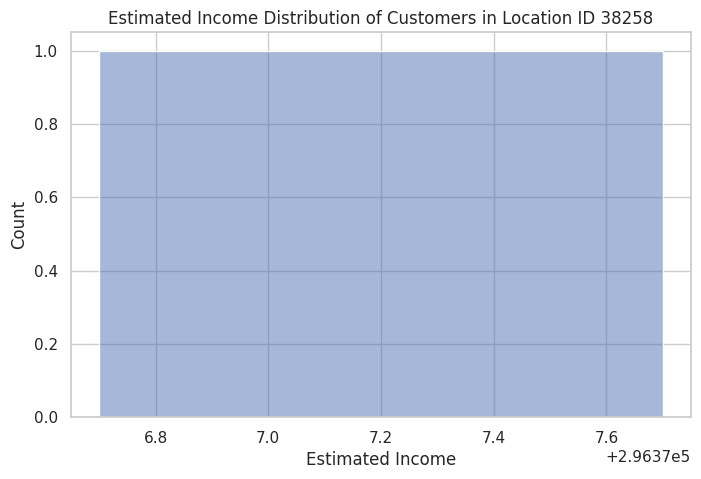 Estimated Income Distribution of Customers in Location ID 38258
1.0
0.8
0.6
0.4
0.2
0.0
Count
6.8 7.0 7.2 7.4 7.6
Estimated Income
+2.9637e5